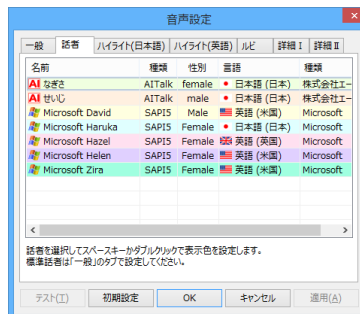 音声設定
一般 話者 ハイライト(日本語) ハイライト(英語) ルビ 詳細Ⅰ 詳細Ⅱ
名前 種類 性別 言語 種類
AI なぎさ AITalk female 日本語 (日本) 株式会社エー
AI せいじ AITalk male 日本語 (日本) 株式会社エー
Microsoft David SAPI5 Male 英語 (米国) Microsoft
Microsoft Haruka SAPI5 Female 日本語 (日本) Microsoft
Microsoft Hazel SAPI5 Female 英語 (英国) Microsoft
Microsoft Helen SAPI5 Female 英語 (米国) Microsoft
Microsoft Zira SAPI5 Female 英語 (米国) Microsoft
話者を選択してスペースキーかダブルクリックで表示色を設定します。
標準話者は「一般」のタブで設定してください。
テスト(T) 初期設定 OK キャンセル 適用(A)